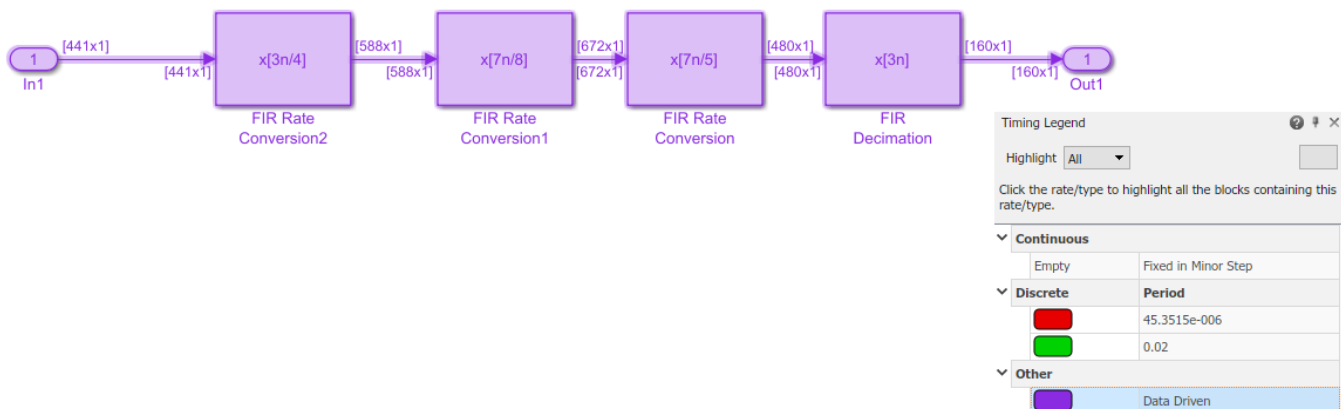 [441x1]
[441x1]
[588x1]
[588x1]
[672x1]
[672x1]
[480x1]
[480x1]
[160x1]
[160x1]
1
In1
x[3n/4]
FIR Rate
Conversion2
x[7n/8]
FIR Rate
Conversion1
x[7n/5]
FIR Rate
Conversion
x[3n]
FIR
Decimation
1
Out1
Timing Legend
Highlight All
Click the rate/type to highlight all the blocks containing this
rate/type.
Continuous
Empty Fixed in Minor Step
Discrete Period
45.3515e-006
0.02
Other
Data Driven